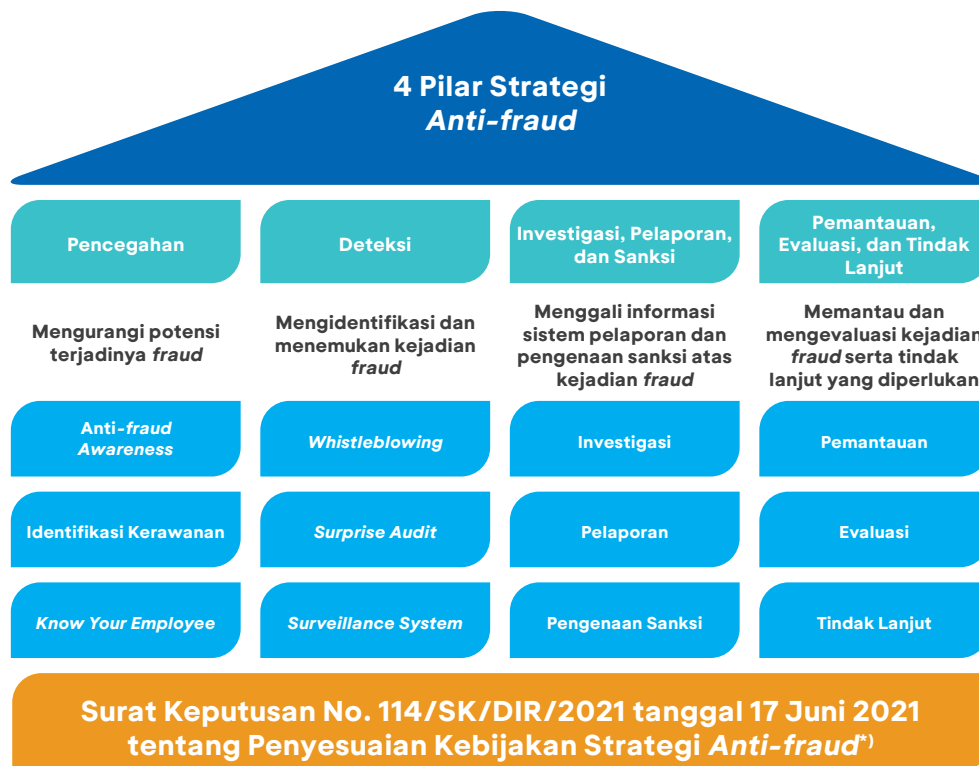 4 Pilar Strategi
Anti-fraud
Pencegahan
Mengurangi potensi
terjadinya fraud
Anti-fraud
Awareness
Identifikasi Kerawanan
Know Your Employee
Deteksi
Mengidentifikasi dan
menemukan kejadian
fraud
Whistleblowing
Surprise Audit
Surveillance System
Investigasi, Pelaporan,
dan Sanksi
Menggali informasi
sistem pelaporan dan
pengenaan sanksi atas
kejadian fraud
Investigasi
Pelaporan
Pengenaan Sanksi
Pemantauan,
Evaluasi, dan Tindak
Lanjut
Memantau dan
mengevaluasi kejadian
fraud serta tindak
lanjut yang diperlukan
Pemantauan
Evaluasi
Tindak Lanjut
Surat Keputusan No. 114/SK/DIR/2021 tanggal 17 Juni 2021
tentang Penyesuaian Kebijakan Strategi Anti-fraud*)